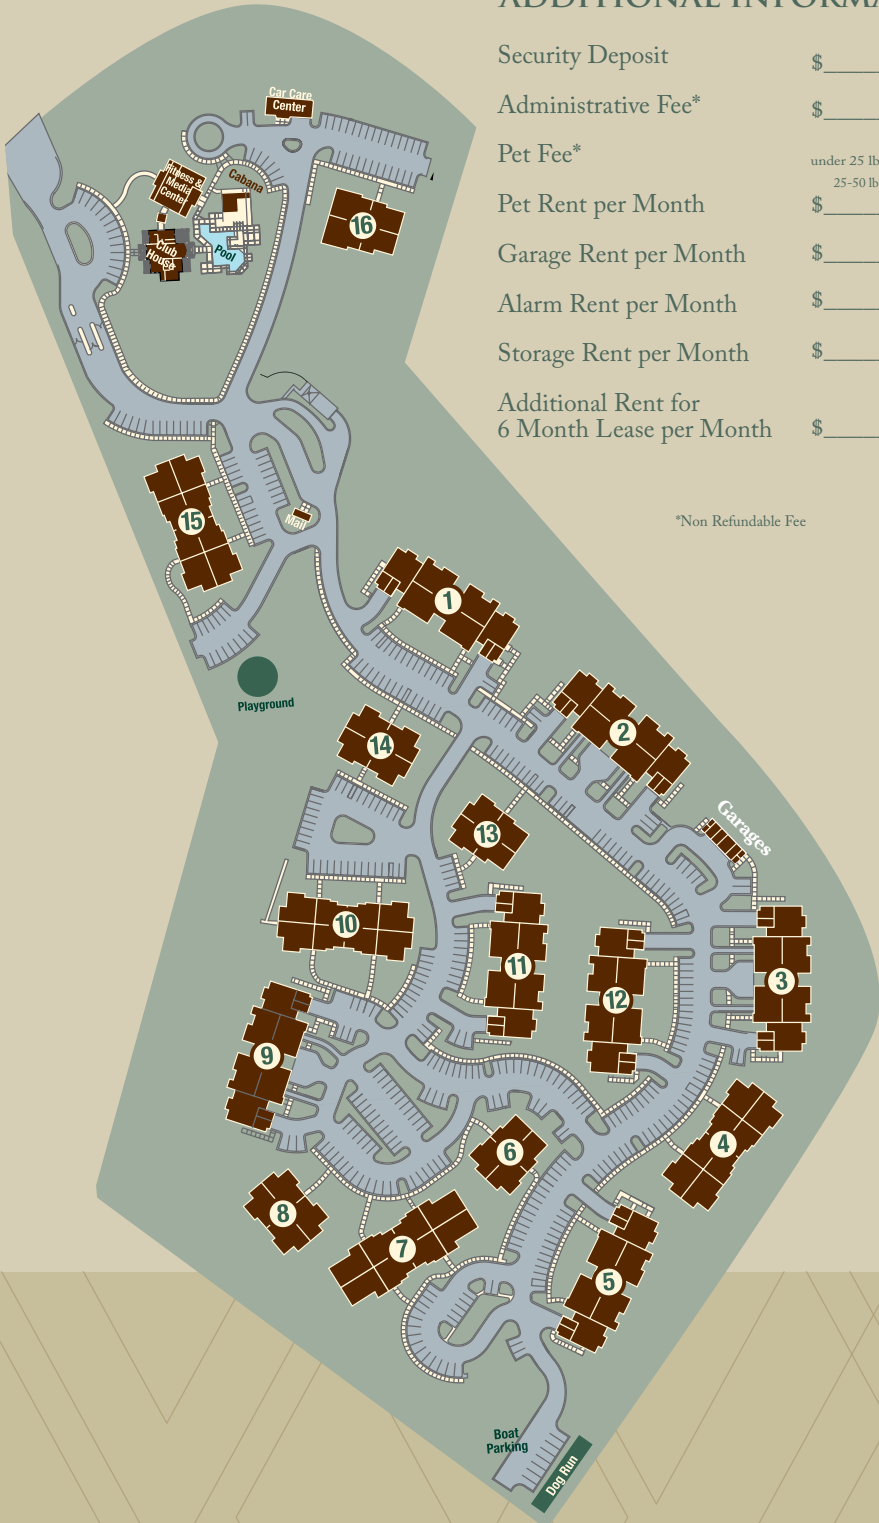 Security Deposit $
Administrative Fee* $
Pet Fee*
under 25 lb
25-50 lb
Pet Rent per Month $
Garage Rent per Month $
Alarm Rent per Month $
Storage Rent per Month $
Additional Rent for
6 Month Lease per Month $
*Non Refundable Fee
Car Care
Center
Fitness &
Media
Center
Cabana
Club
House
Pool
16
15
Mail
1
Playground
2
14
13
Garages
10
11
12
3
9
4
6
8
7
5
Boat
Parking
Dog Run